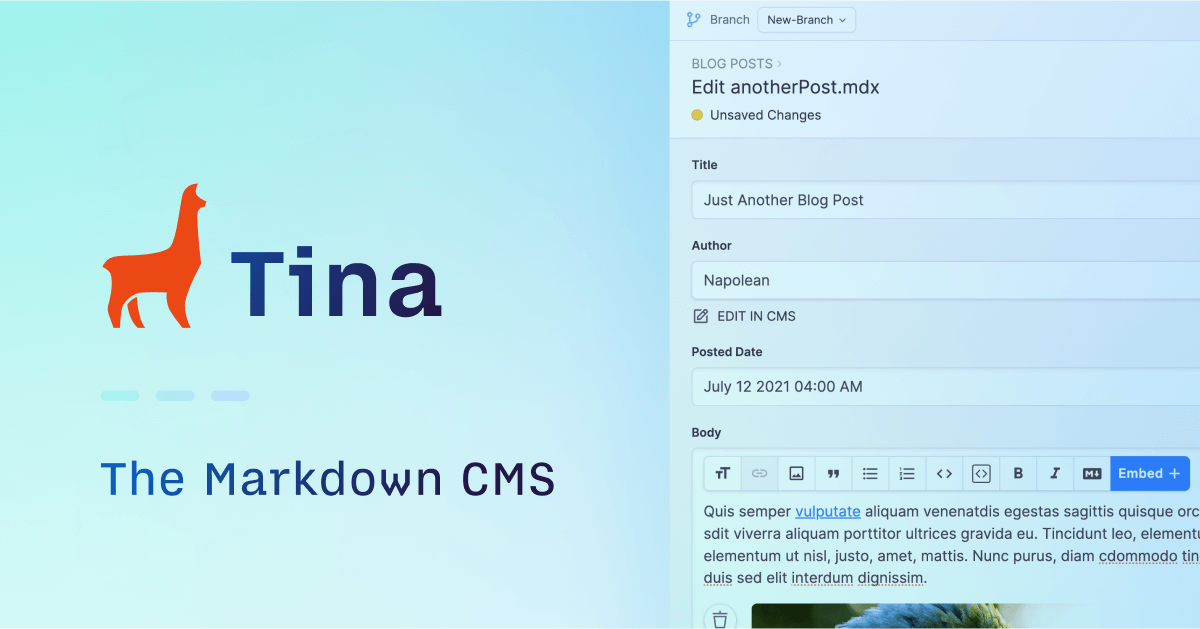 Tina
The Markdown CMS
Branch New-Branch
BLOG POSTS ›
Edit anotherPost.mdx
Unsaved Changes
Title
Just Another Blog Post
Author
Napolean
EDIT IN CMS
Posted Date
July 12 2021 04:00 AM
Body
TT B I M↓ Embed +
Quis semper vulputate aliquam venenatdis egestas sagittis quisque orc
sdit viverra aliquam porttitor ultrices gravida eu. Tincidunt leo, elementu
elementum ut nisl, justo, amet, mattis. Nunc purus, diam cdommodo tin
duis sed elit interdum dignissim.